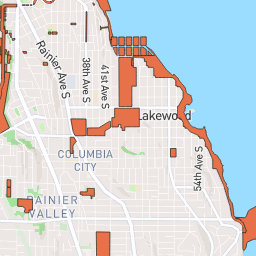 Rainier Ave S
38th Ave S
41st Ave S
Lakewood
COLUMBIA
CITY
54th Ave S
RAINIER
VALLEY